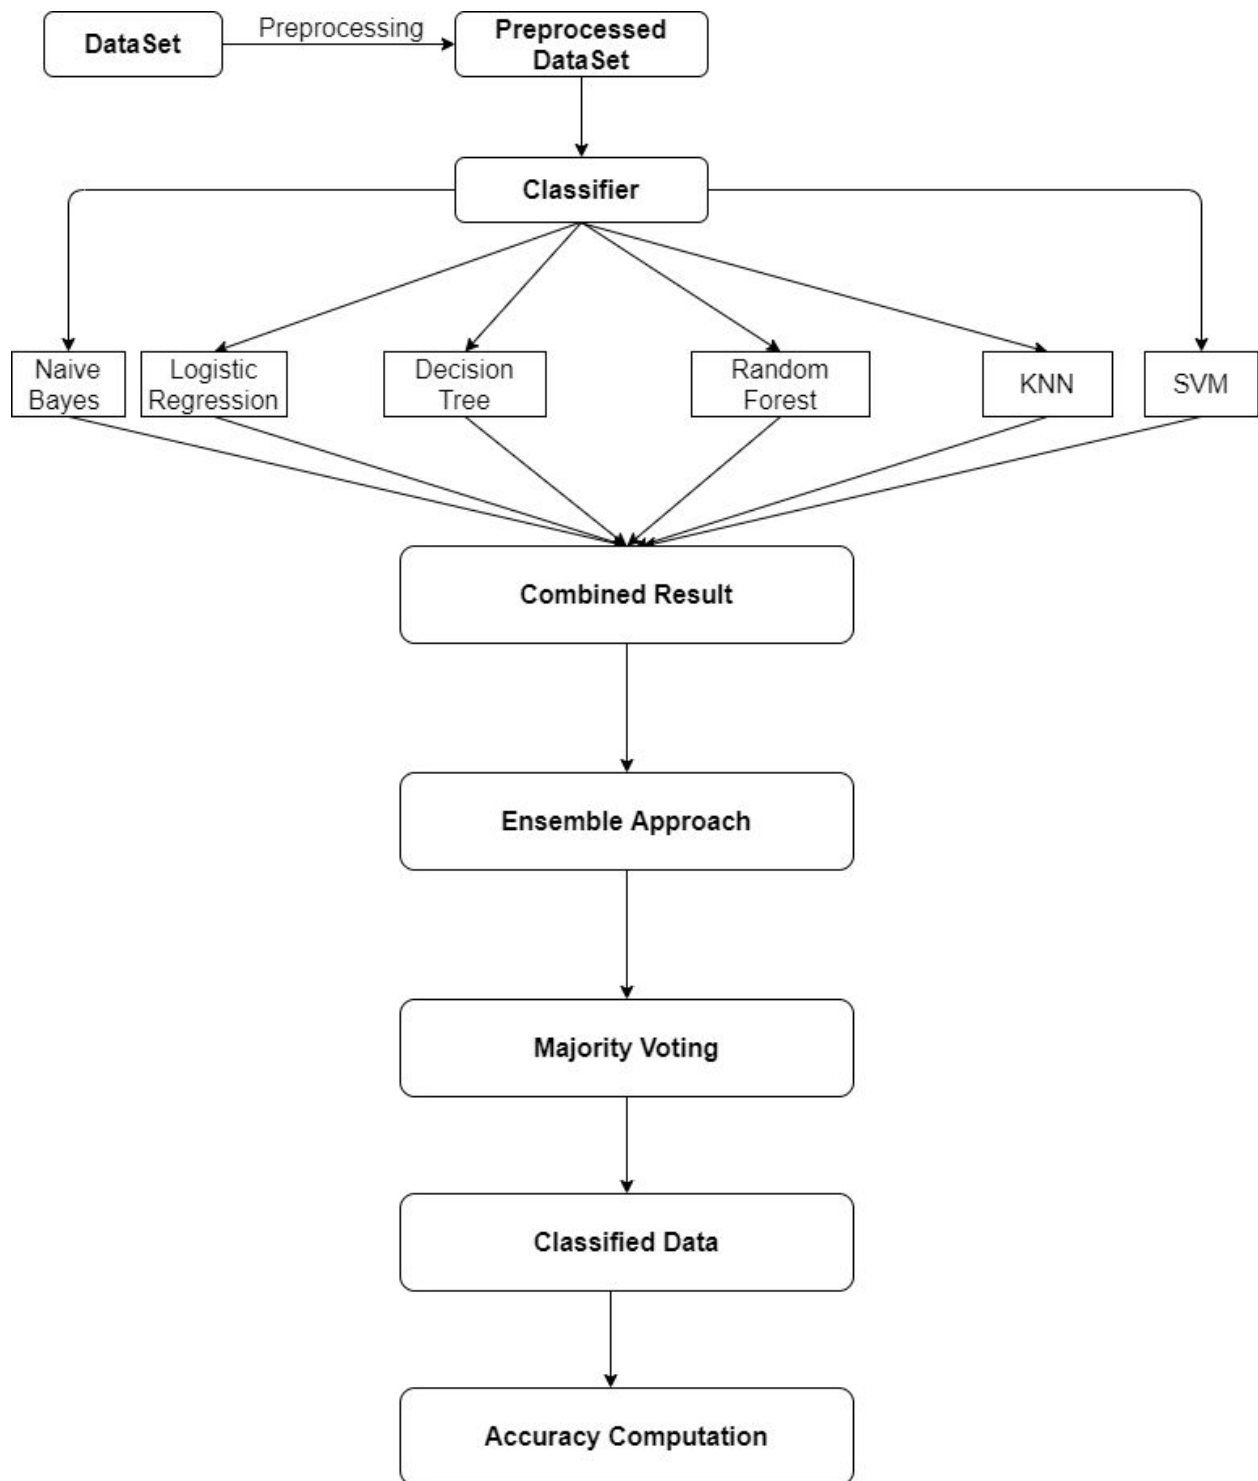 DataSet
Preprocessing
Preprocessed
DataSet
Classifier
Naive
Bayes
Logistic
Regression
Decision
Tree
Random
Forest
KNN
SVM
Combined Result
Ensemble Approach
Majority Voting
Classified Data
Accuracy Computation